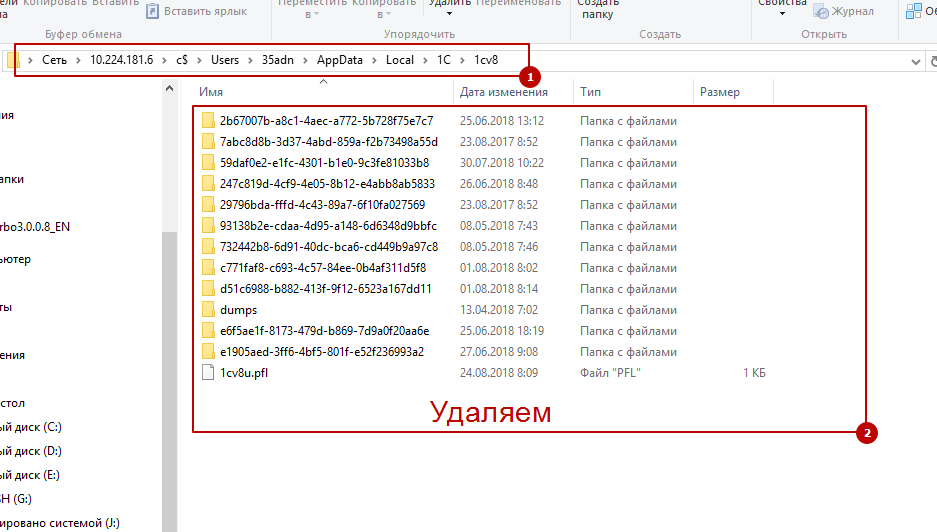 Копировать Вставить
Вставить ярлык
Переместить Копировать
в в
Удалить Переименовать
Создать
папку
Свойства
Журнал
Буфер обмена
Упорядочить
Создать
Открыть
Сеть 10.224.181.6 c$ Users 35adn AppData Local 1C 1cv8
1
Имя Дата изменения Тип Размер
2b67007b-a8c1-4aec-a772-5b728f75e7c7 25.06.2018 13:12 Папка с файлами
7abc8d8b-3d37-4abd-859a-f2b73498a55d 23.08.2017 8:52 Папка с файлами
59daf0e2-e1fc-4301-b1e0-9c3fe81033b8 30.07.2018 10:22 Папка с файлами
247c819d-4cf9-4e05-8b12-e4abb8ab5833 26.06.2018 8:48 Папка с файлами
29796bda-fffd-4c43-89a7-6f10fa027569 23.08.2017 8:52 Папка с файлами
93138b2e-cdaa-4d95-a148-6d6348d9bbfc 08.05.2018 7:43 Папка с файлами
732442b8-6d91-40dc-bca6-cd449b9a97c8 08.05.2018 7:46 Папка с файлами
c771faf8-c693-4c57-84ee-0b4af311d5f8 01.08.2018 8:02 Папка с файлами
d51c6988-b882-413f-9f12-6523a167dd11 01.08.2018 8:14 Папка с файлами
dumps 13.04.2018 7:02 Папка с файлами
e6f5ae1f-8173-479d-b869-7d9a0f20aa6e 25.06.2018 18:19 Папка с файлами
e1905aed-3ff6-4bf5-801f-e52f236993a2 27.06.2018 9:08 Папка с файлами
1cv8u.pfl 24.08.2018 8:09 Файл "PFL" 1 КБ
Удаляем
2
ния
апки
rbo3.0.0.8_EN
ьютер
ты
ения
стол
ый диск (C:)
ый диск (D:)
ый диск (E:)
SH (G:)
ировано системой (J:)